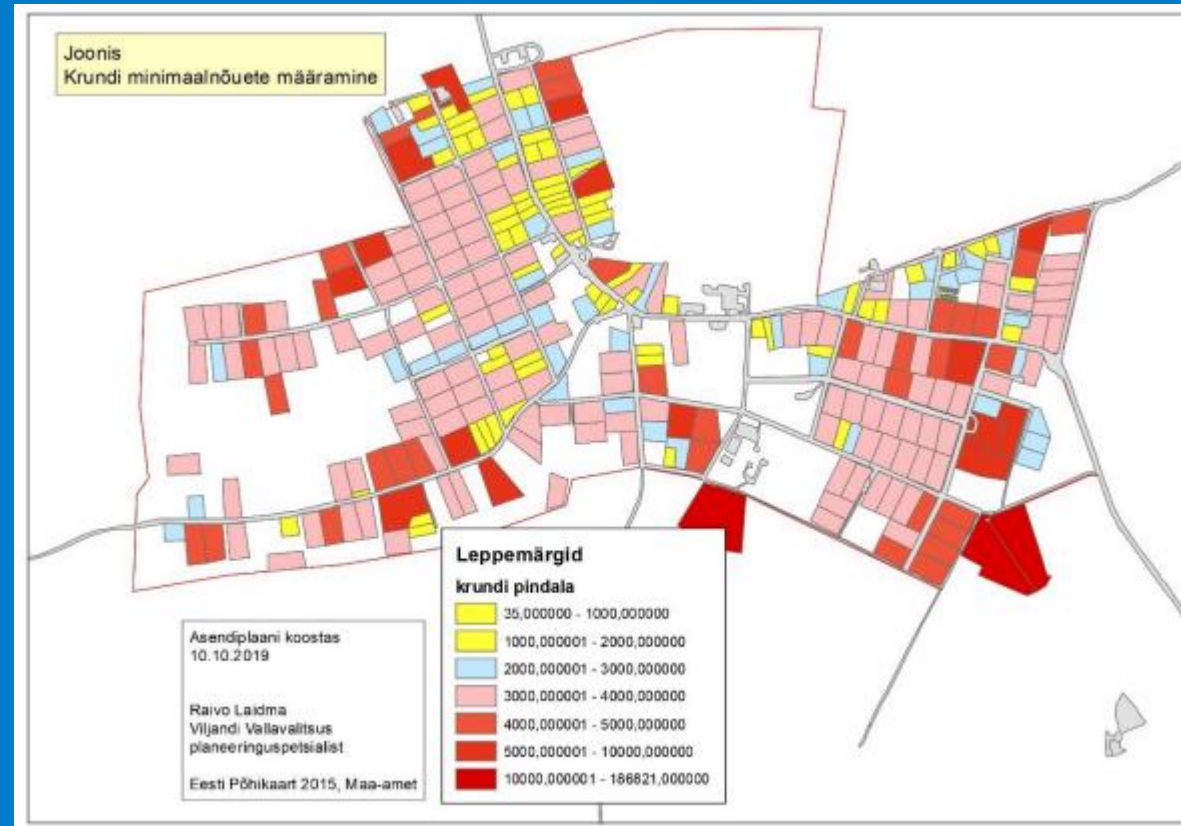 Joonis
Krundi minimaalnõuete määramine
Leppemärgid
krundi pindala
35,000000 - 1000,000000
1000,000001 - 2000,000000
2000,000001 - 3000,000000
3000,000001 - 4000,000000
4000,000001 - 5000,000000
5000,000001 - 10000,000000
10000,000001 - 186821,000000
Asendiplaani koostas
10.10.2019
Raivo Laidma
Viljandi Vallavalitsus
planeeringuspetsialist
Eesti Põhikaart 2015, Maa-amet